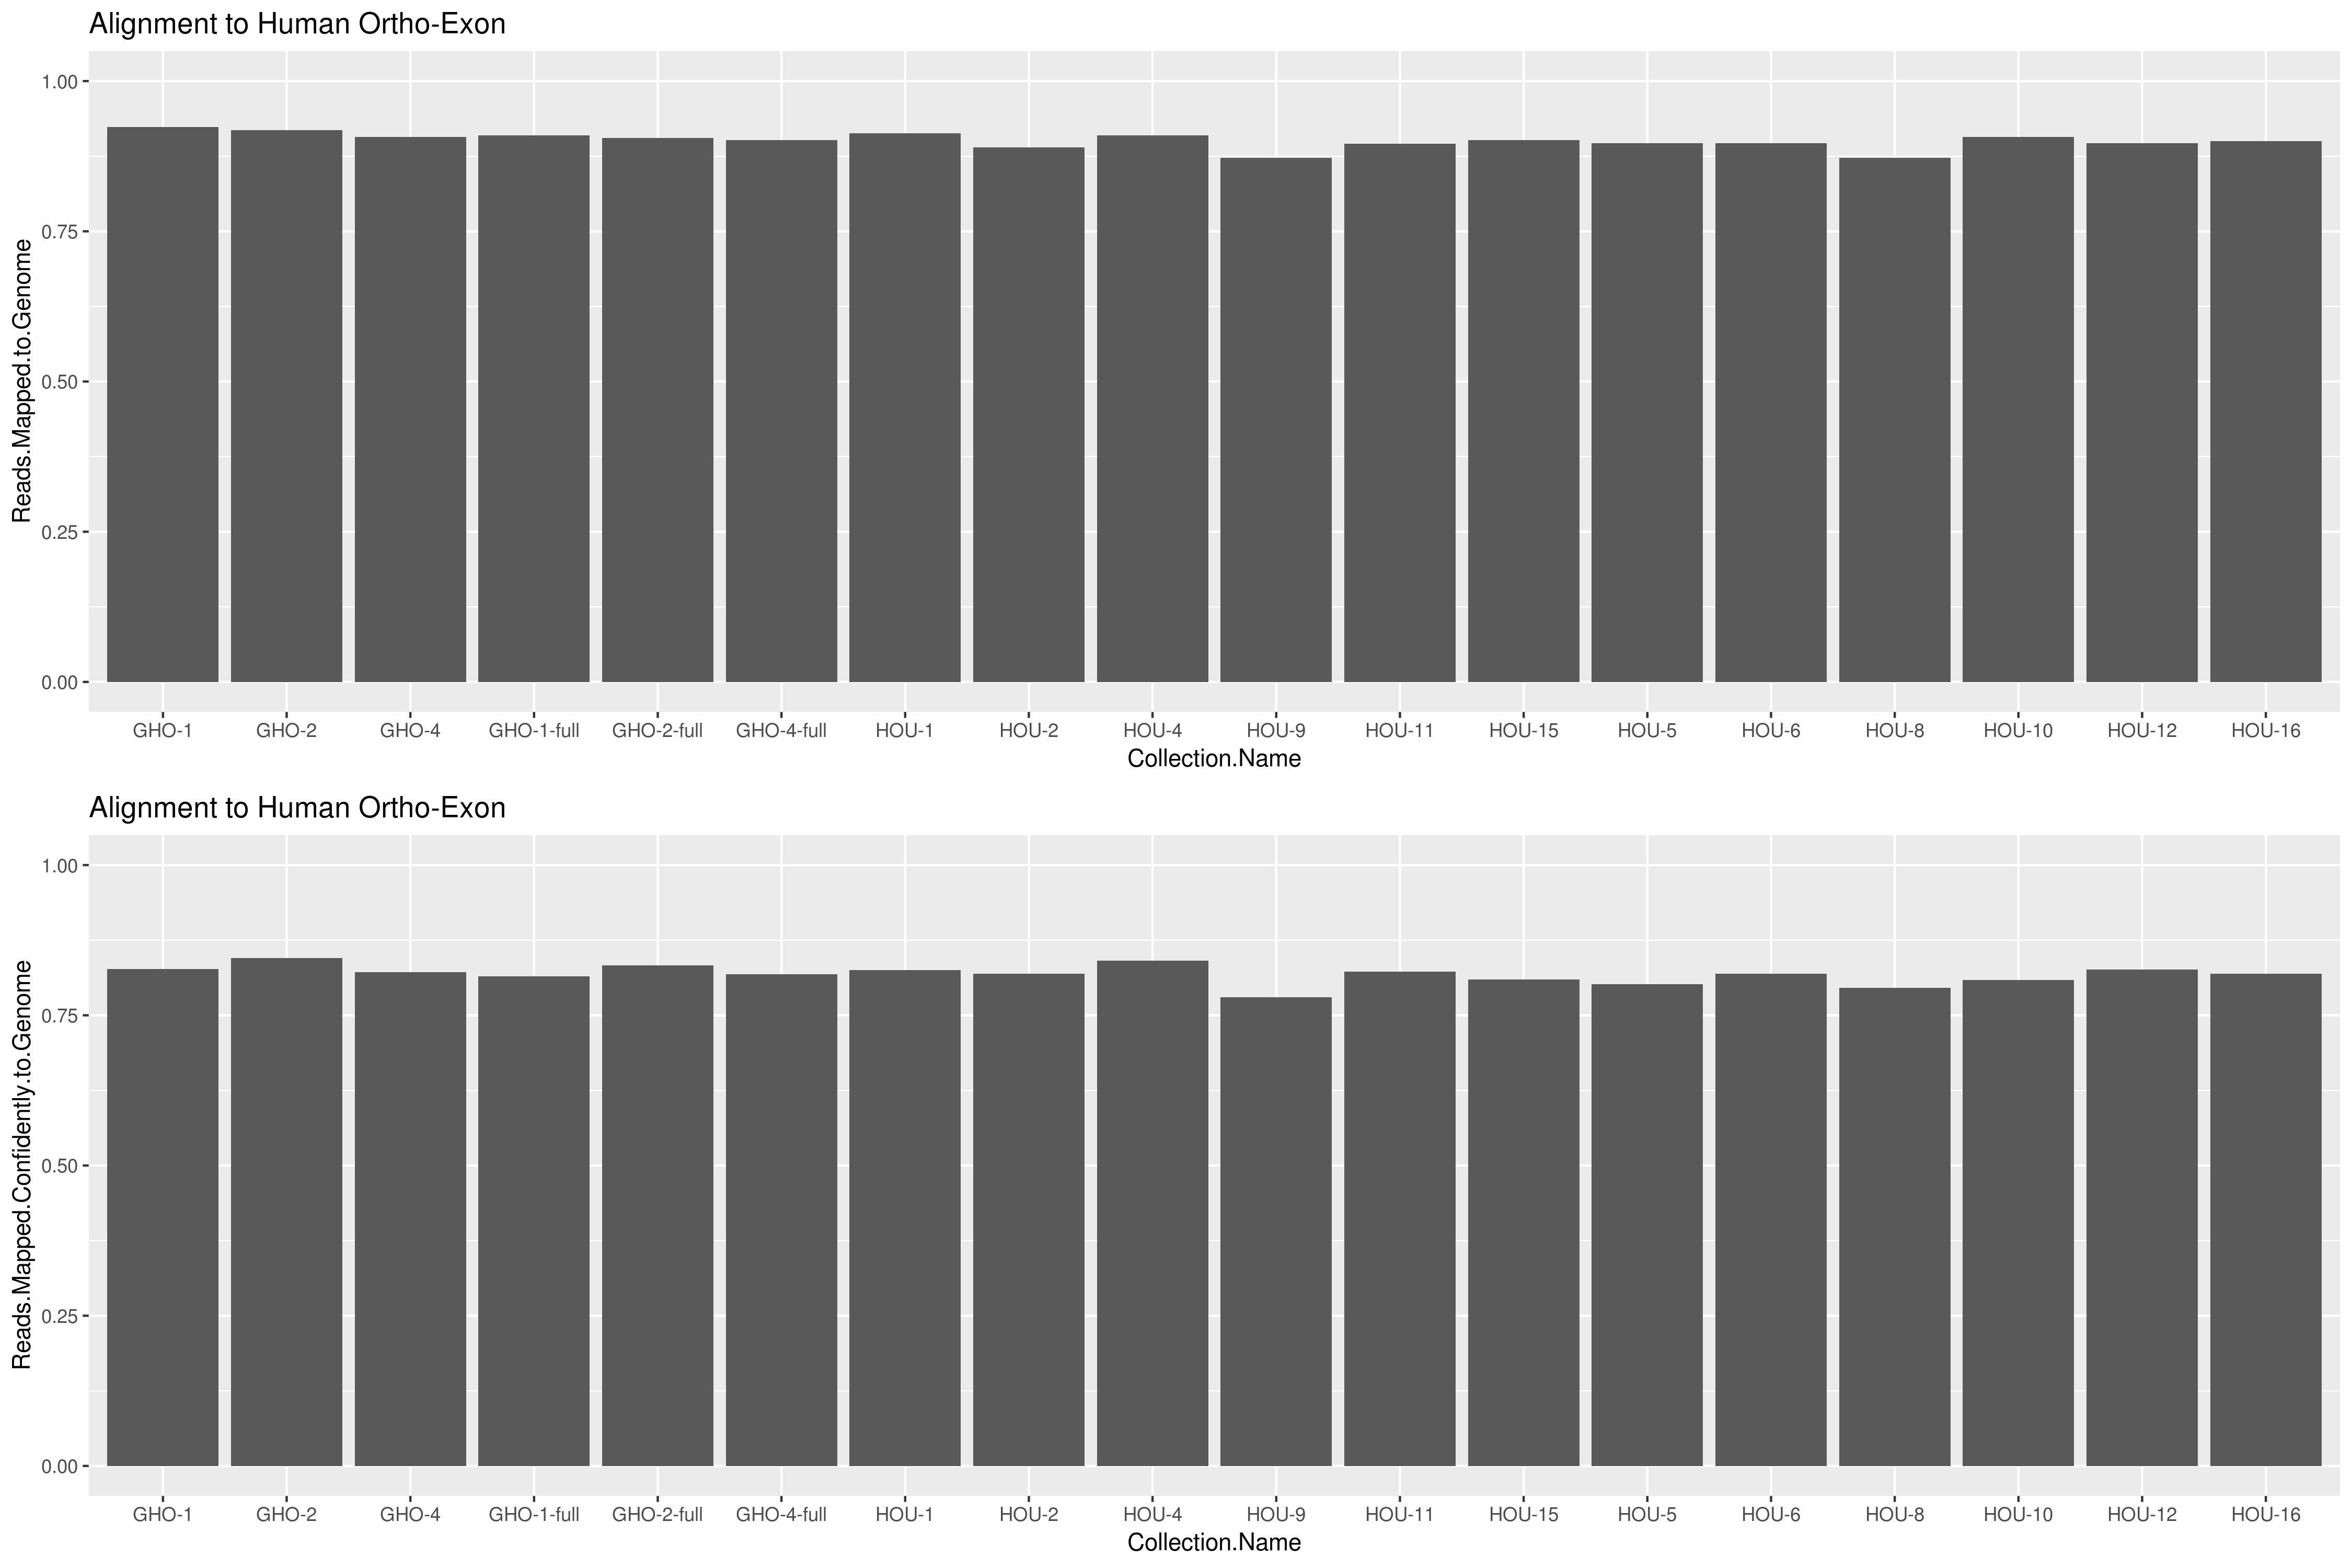 Alignment to Human Ortho-Exon
Reads.Mapped.to.Genome
1.00
0.75
0.50
0.25
0.00
GHO-1 GHO-2 GHO-4 GHO-1-full GHO-2-full GHO-4-full HOU-1 HOU-2 HOU-4 HOU-9 HOU-11 HOU-15 HOU-5 HOU-6 HOU-8 HOU-10 HOU-12 HOU-16
Collection.Name
Alignment to Human Ortho-Exon
Reads.Mapped.Confidently.to.Genome
1.00
0.75
0.50
0.25
0.00
GHO-1 GHO-2 GHO-4 GHO-1-full GHO-2-full GHO-4-full HOU-1 HOU-2 HOU-4 HOU-9 HOU-11 HOU-15 HOU-5 HOU-6 HOU-8 HOU-10 HOU-12 HOU-16
Collection.Name